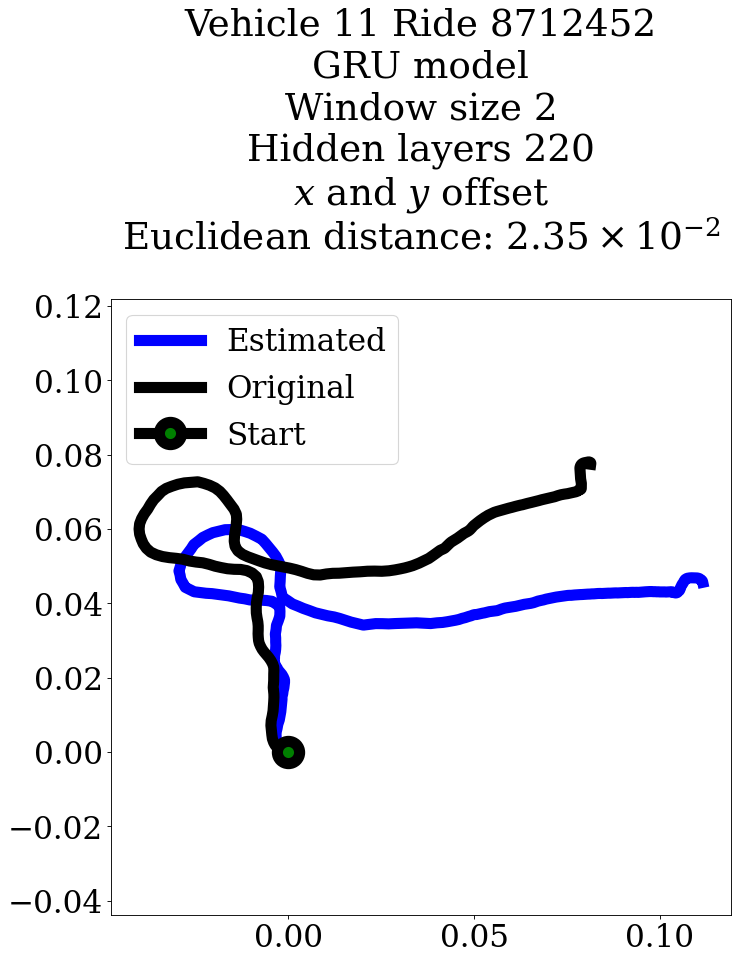 Vehicle 11 Ride 8712452
GRU model
Window size 2
Hidden layers 220
x and y offset
Euclidean distance: 2.35 × 10⁻²
Estimated
Original
Start
0.12
0.10
0.08
0.06
0.04
0.02
0.00
−0.02
−0.04
0.00 0.05 0.10